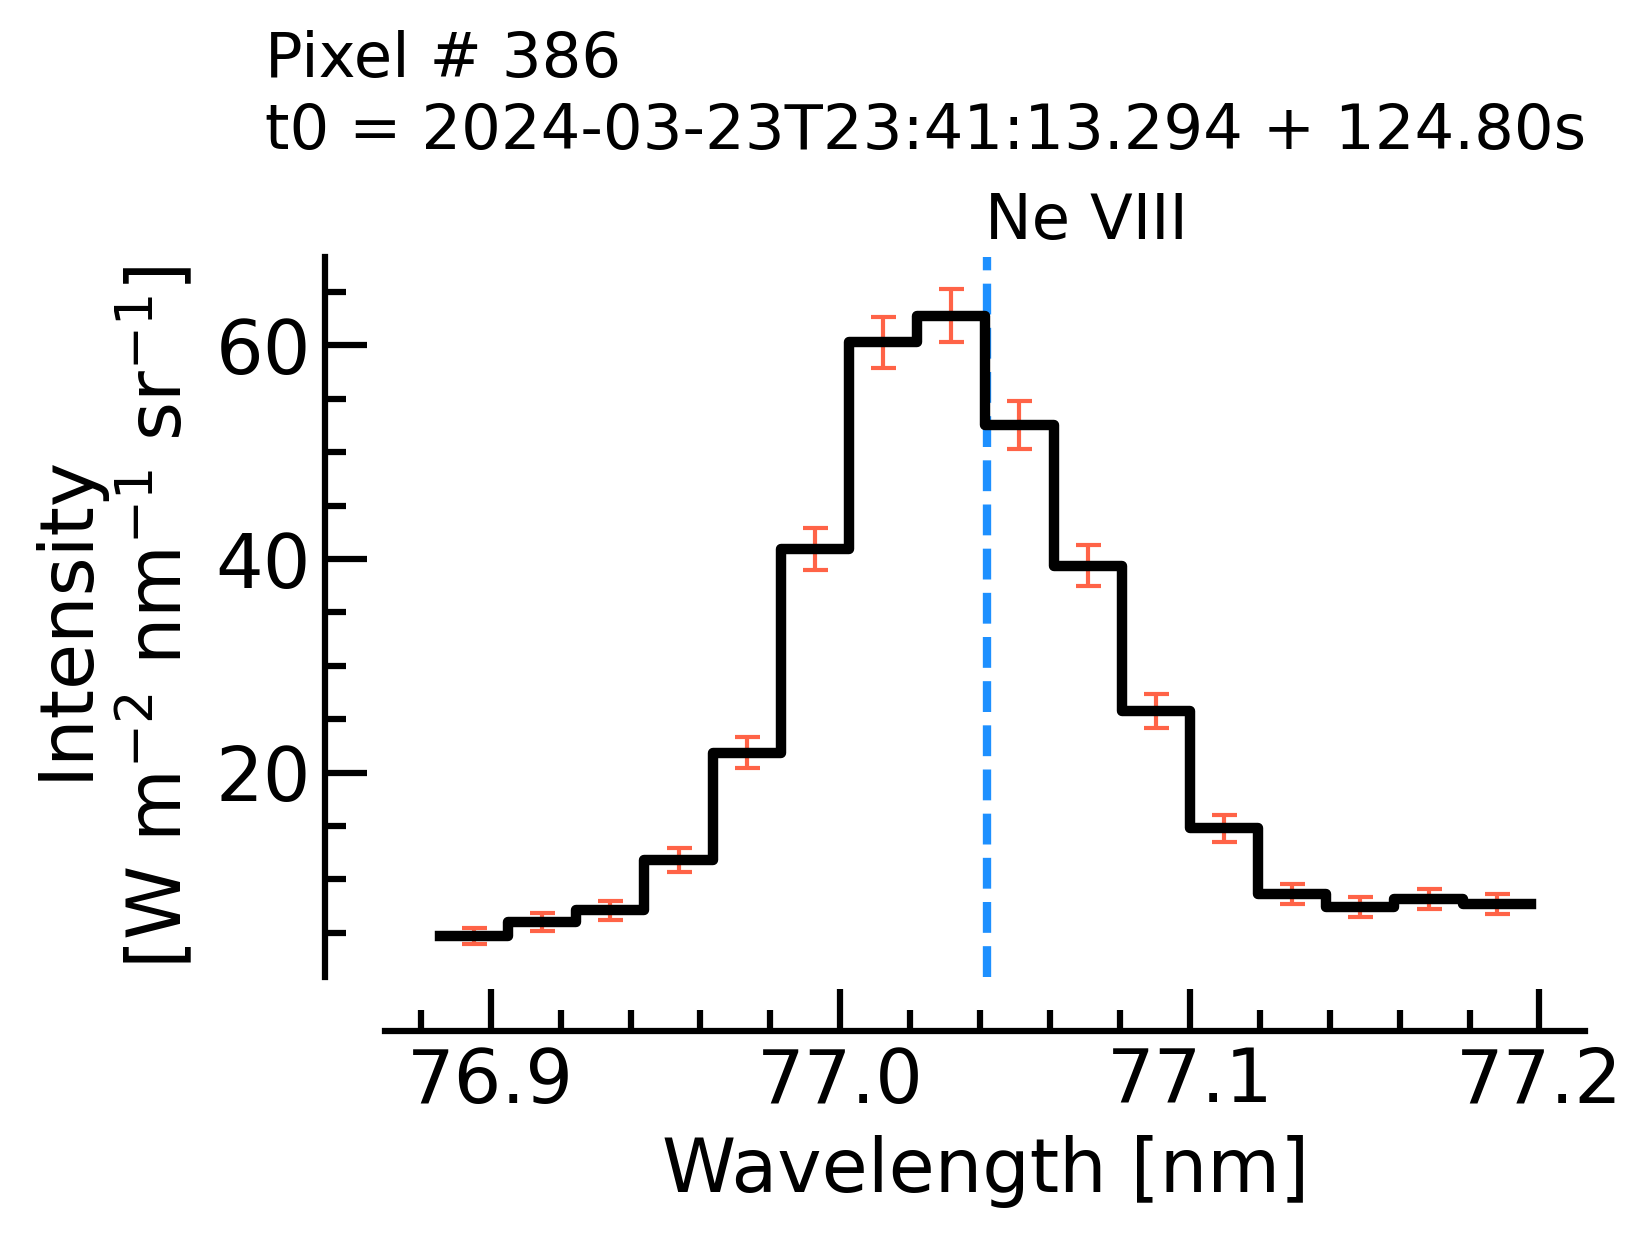 Pixel # 386
t0 = 2024-03-23T23:41:13.294 + 124.80s
Ne VIII
Intensity
[W m⁻² nm⁻¹ sr⁻¹]
60
40
20
76.9 77.0 77.1 77.2
Wavelength [nm]